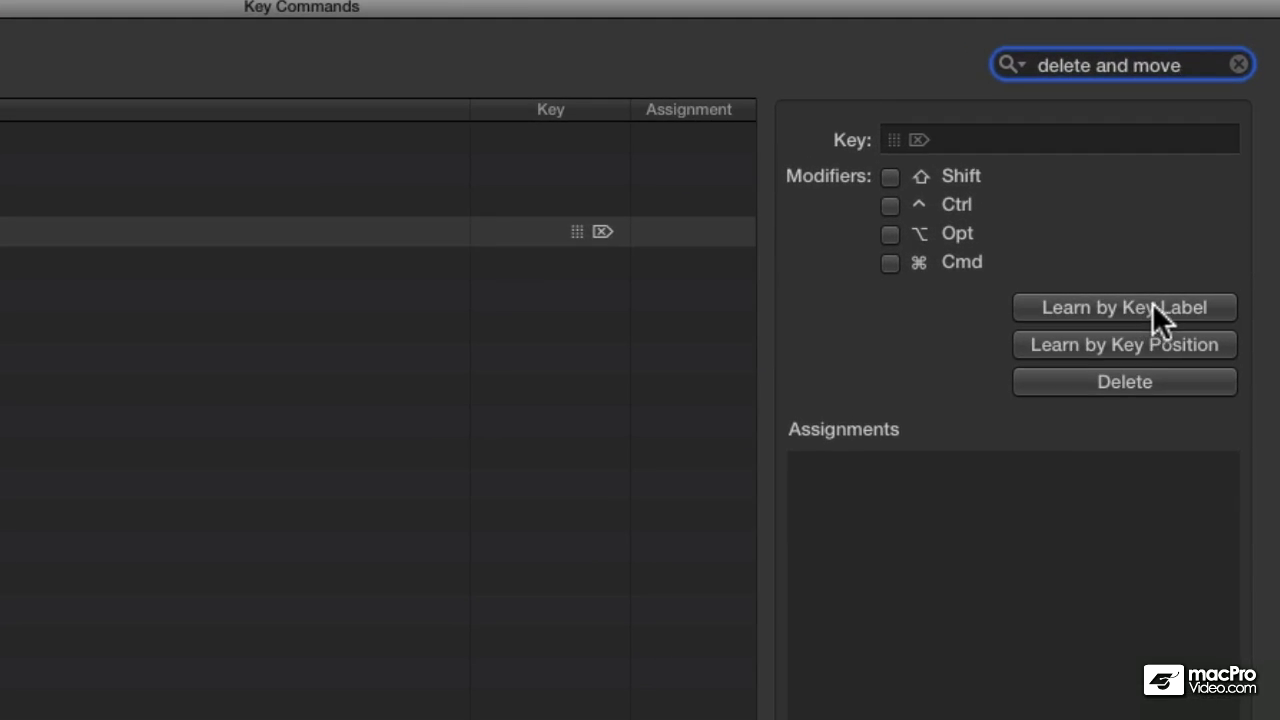 Key Commands
delete and move
Key
Assignment
Key:
Modifiers:
Shift
Ctrl
Opt
Cmd
Learn by Key Label
Learn by Key Position
Delete
Assignments
macPro
Video.com